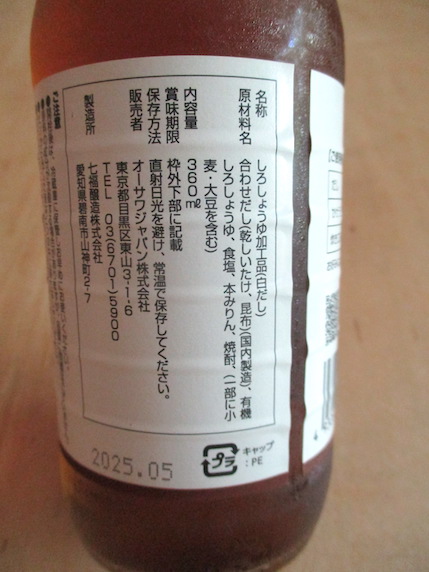 名称　しろしょうゆ加工品(白だし)
原材料名　合わせだし(乾しいたけ、昆布)(国内製造)、有機
しろしょうゆ、食塩、本みりん、焼酎、(一部に小
麦・大豆を含む)
内容量　360㎖
賞味期限　枠外下部に記載
保存方法　直射日光を避け、常温で保存してください。
販売者　オーサワジャパン株式会社
東京都目黒区東山3-1-6
TEL 03(6701)5900
製造所　七福醸造株式会社
愛知県碧南市山神町2-7
ご注意
2025.05
プラ
キャップ
:PE